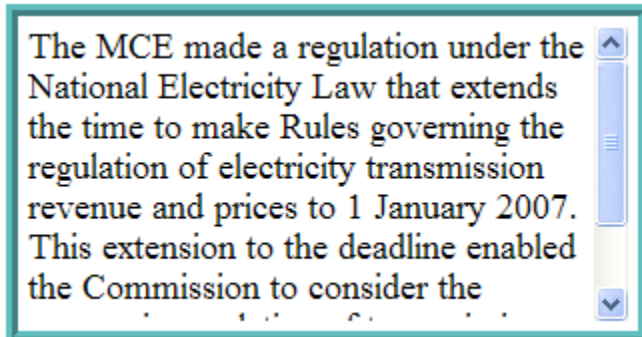 The MCE made a regulation under the
National Electricity Law that extends
the time to make Rules governing the
regulation of electricity transmission
revenue and prices to 1 January 2007.
This extension to the deadline enabled
the Commission to consider the